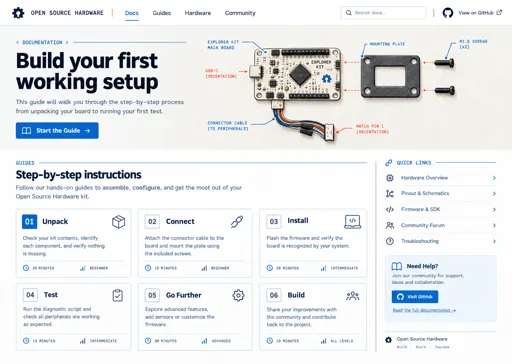 OPEN SOURCE HARDWARE
Docs
Guides
Hardware
Community
Search docs...
View on GitHub
‹ DOCUMENTATION ›
Build your first
working setup
This guide will walk you through the step-by-step process
from unpacking your board to running your first test.
Start the Guide →
EXPLORER KIT
MAIN BOARD
USB-C
(ORIENTATION)
EXPLORER
KIT
CONNECTOR CABLE
(TO PERIPHERALS)
MATCH PIN 1
(ORIENTATION)
MOUNTING PLATE
M2.5 SCREWS
(x2)
GUIDES
Step-by-step instructions
Follow our hands-on guides to assemble, configure, and get the most out of your
Open Source Hardware kit.
01 Unpack
Check your kit contents, identify
each component, and verify nothing
is missing.
20 MINUTES
BEGINNER
02 Connect
Attach the connector cable to the
board and mount the plate using
the included screws.
10 MINUTES
BEGINNER
03 Install
Flash the firmware and verify the
board is recognized by your system.
20 MINUTES
INTERMEDIATE
04 Test
Run the diagnostic script and
check all peripherals are working
as expected.
15 MINUTES
INTERMEDIATE
05 Go Further
Explore advanced features,
add sensors or customize the
firmware.
30 MINUTES
ADVANCED
06 Build
Share your improvements with
the community and contribute
back to the project.
ALL LEVELS
QUICK LINKS
Hardware Overview
Pinout & Schematics
Firmware & SDK
Community Forum
Troubleshooting
Need Help?
Join our community for support,
ideas and collaboration.
Visit GitHub
Read the full documentation →
Open Source Hardware
Build Share